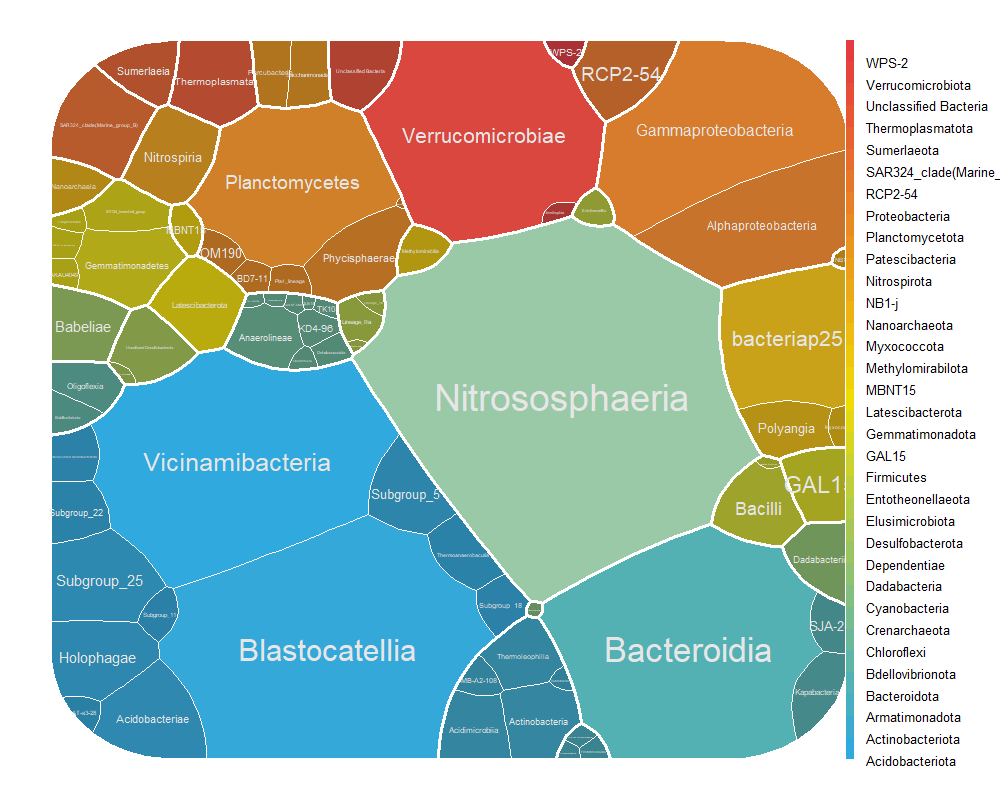 Sumerlaeia
Thermoplasmata
Unclassified Bacteria
WPS-2
RCP2-54
SAR324_clade(Marine_group_B)
Verrucomicrobiae
Gammaproteobacteria
Nitrospiria
Planctomycetes
Nanoarchaeia
Alphaproteobacteria
OM190
Phycisphaerae
Methylomirabilia
Gemmatimonadetes
BD7-11
Latescibacterota
TK10
Babeliae
Anaerolineae
KD4-96
bacteriap25
Oligoflexia
Nitrososphaeria
Polyangia
Vicinamibacteria
Subgroup_5
GAL15
Subgroup_22
Bacilli
Thermoanaerobaculia
Dadabacteriia
Subgroup_25
Subgroup_18
Subgroup_11
SJA-28
Blastocatellia
Bacteroidia
Holophagae
Thermoleophilia
MB-A2-108
Kapabacteria
Acidobacteriae
Acidimicrobiia
Actinobacteria
WPS-2
Verrucomicrobiota
Unclassified Bacteria
Thermoplasmatota
Sumerlaeota
SAR324_clade(Marine_
RCP2-54
Proteobacteria
Planctomycetota
Patescibacteria
Nitrospirota
NB1-j
Nanoarchaeota
Myxococcota
Methylomirabilota
MBNT15
Latescibacterota
Gemmatimonadota
GAL15
Firmicutes
Entotheonellaeota
Elusimicrobiota
Desulfobacterota
Dependentiae
Dadabacteria
Cyanobacteria
Crenarchaeota
Chloroflexi
Bdellovibrionota
Bacteroidota
Armatimonadota
Actinobacteriota
Acidobacteriota